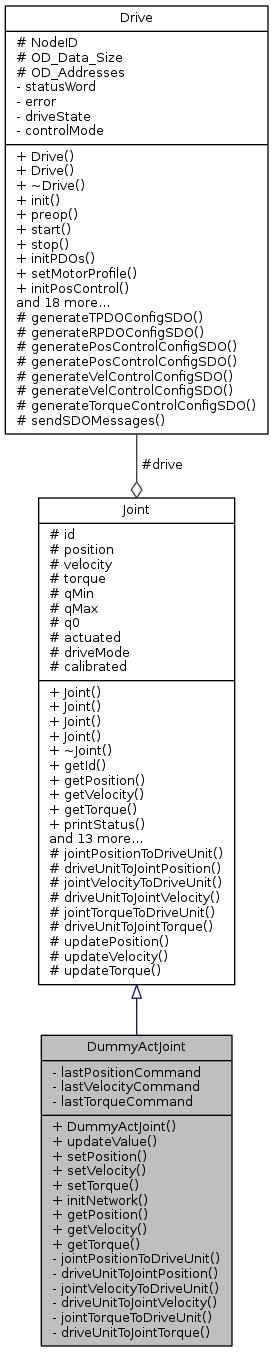 Drive
# NodeID
# OD_Data_Size
# OD_Addresses
- statusWord
- error
- driveState
- controlMode
+ Drive()
+ Drive()
+ ~Drive()
+ init()
+ preop()
+ start()
+ stop()
+ initPDOs()
+ setMotorProfile()
+ initPosControl()
and 18 more...
# generateTPDOConfigSDO()
# generateRPDOConfigSDO()
# generatePosControlConfigSDO()
# generatePosControlConfigSDO()
# generateVelControlConfigSDO()
# generateVelControlConfigSDO()
# generateTorqueControlConfigSDO()
# sendSDOMessages()
#drive
Joint
# id
# position
# velocity
# torque
# qMin
# qMax
# q0
# actuated
# driveMode
# calibrated
+ Joint()
+ Joint()
+ Joint()
+ Joint()
+ ~Joint()
+ getId()
+ getPosition()
+ getVelocity()
+ getTorque()
+ printStatus()
and 13 more...
# jointPositionToDriveUnit()
# driveUnitToJointPosition()
# jointVelocityToDriveUnit()
# driveUnitToJointVelocity()
# jointTorqueToDriveUnit()
# driveUnitToJointTorque()
# updatePosition()
# updateVelocity()
# updateTorque()
DummyActJoint
- lastPositionCommand
- lastVelocityCommand
- lastTorqueCommand
+ DummyActJoint()
+ updateValue()
+ setPosition()
+ setVelocity()
+ setTorque()
+ initNetwork()
+ getPosition()
+ getVelocity()
+ getTorque()
- jointPositionToDriveUnit()
- driveUnitToJointPosition()
- jointVelocityToDriveUnit()
- driveUnitToJointVelocity()
- jointTorqueToDriveUnit()
- driveUnitToJointTorque()